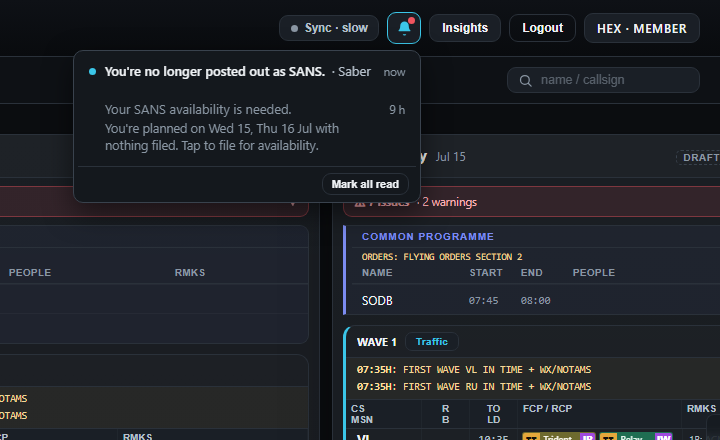 Sync · slow
Insights
Logout
HEX · MEMBER
You're no longer posted out as SANS. · Saber now
name / callsign
Your SANS availability is needed. 9 h
You're planned on Wed 15, Thu 16 Jul with
nothing filed. Tap to file for availability.
Jul 15
DRAFT
Mark all read
· 2 warnings
COMMON PROGRAMME
ORDERS: FLYING ORDERS SECTION 2
PEOPLE RMKS
NAME START END PEOPLE
SODB 07:45 08:00
WAVE 1 Traffic
07:35H: FIRST WAVE VL IN TIME + WX/NOTAMS
07:35H: FIRST WAVE RU IN TIME + WX/NOTAMS
OTAMS
OTAMS
CS MSN
R B
TO LD
FCP / RCP
RMKS
RMKS
VL 10:35 Trident Relay